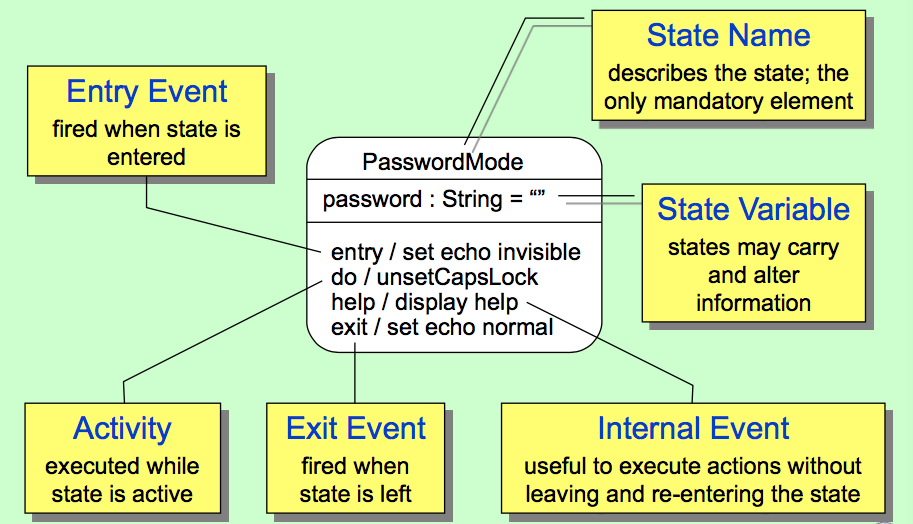 State Name
describes the state; the
only mandatory element
Entry Event
fired when state is
entered
PasswordMode
password : String = “”
State Variable
states may carry
and alter
information
entry / set echo invisible
do / unsetCapsLock
help / display help
exit / set echo normal
Activity
executed while
state is active
Exit Event
fired when
state is left
Internal Event
useful to execute actions without
leaving and re-entering the state